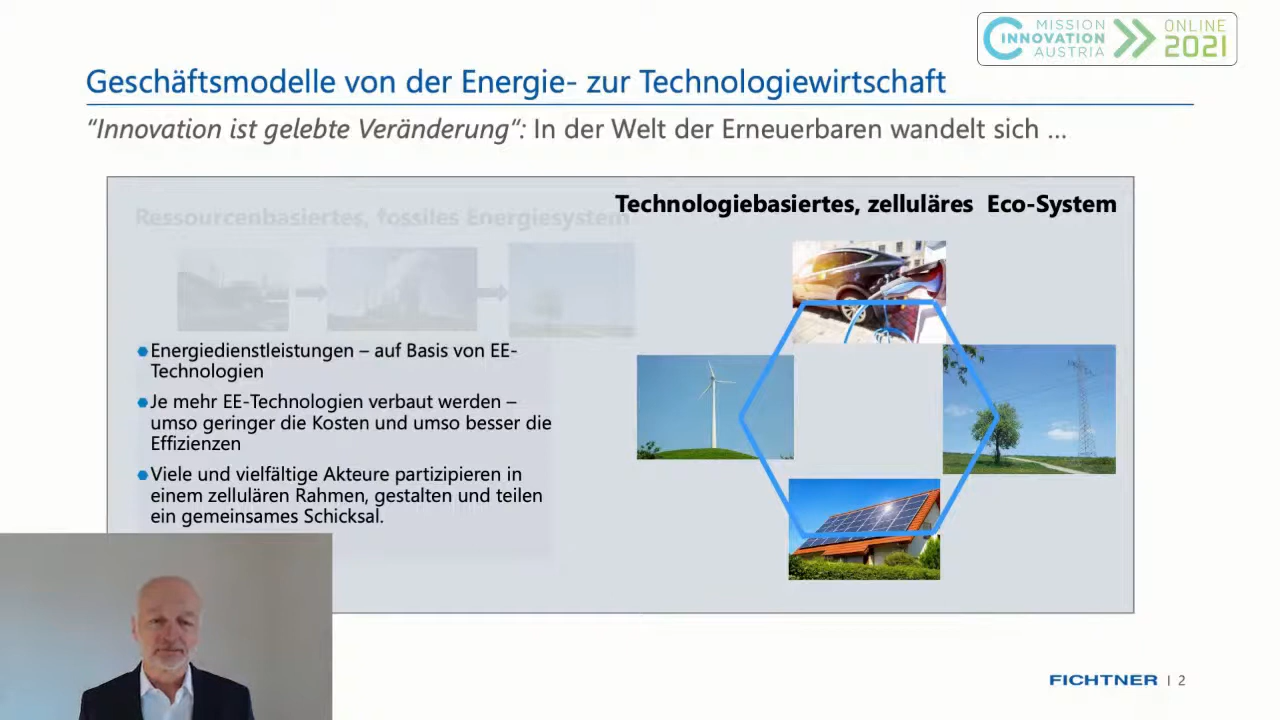 MISSION
INNOVATION
AUSTRIA
ONLINE
2021
Geschäftsmodelle von der Energie- zur Technologiewirtschaft
“Innovation ist gelebte Veränderung“: In der Welt der Erneuerbaren wandelt sich ...
Ressourcenbasiertes, fossiles Energiesystem
Technologiebasiertes, zelluläres Eco-System
Energiedienstleistungen – auf Basis von EE-
Technologien
Je mehr EE-Technologien verbaut werden –
umso geringer die Kosten und umso besser die
Effizienzen
Viele und vielfältige Akteure partizipieren in
einem zellulären Rahmen, gestalten und teilen
ein gemeinsames Schicksal.
FICHTNER | 2